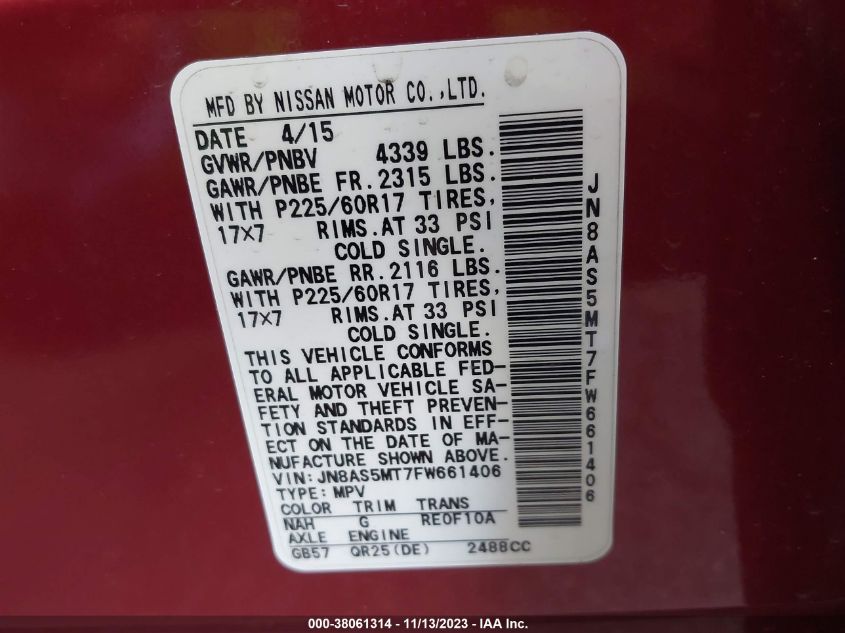 MFD BY NISSAN MOTOR CO.,LTD.
DATE 4/15
GVWR/PNBV 4339 LBS.
GAWR/PNBE FR.2315 LBS.
WITH P225/60R17 TIRES,
17X7 RIMS.AT 33 PSI
COLD SINGLE.
GAWR/PNBE RR.2116 LBS.
WITH P225/60R17 TIRES,
17X7 RIMS.AT 33 PSI
COLD SINGLE.
THIS VEHICLE CONFORMS
TO ALL APPLICABLE FED-
ERAL MOTOR VEHICLE SA-
FETY AND THEFT PREVEN-
TION STANDARDS IN EFF-
ECT ON THE DATE OF MA-
NUFACTURE SHOWN ABOVE.
VIN:JN8AS5MT7FW661406
TYPE:MPV
COLOR TRIM TRANS
NAH G RE0F10A
AXLE ENGINE
GB57 QR25(DE) 2488CC
JN8AS5MT7FW661406
000-38061314 - 11/13/2023 - IAA Inc.